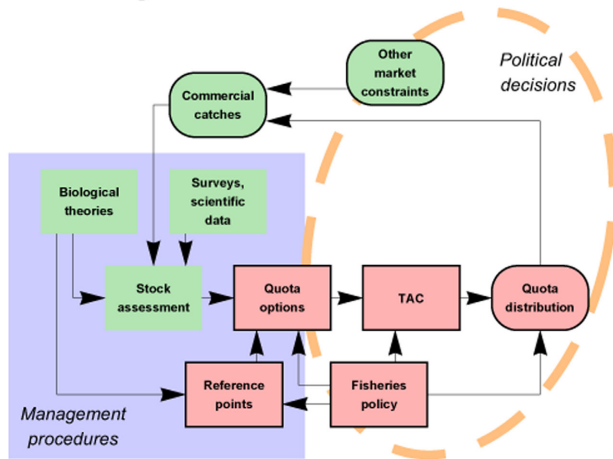 Other
market
constraints
Political
decisions
Commercial
catches
Biological
theories
Surveys,
scientific
data
Stock
assessment
Quota
options
TAC
Quota
distribution
Reference
points
Fisheries
policy
Management
procedures